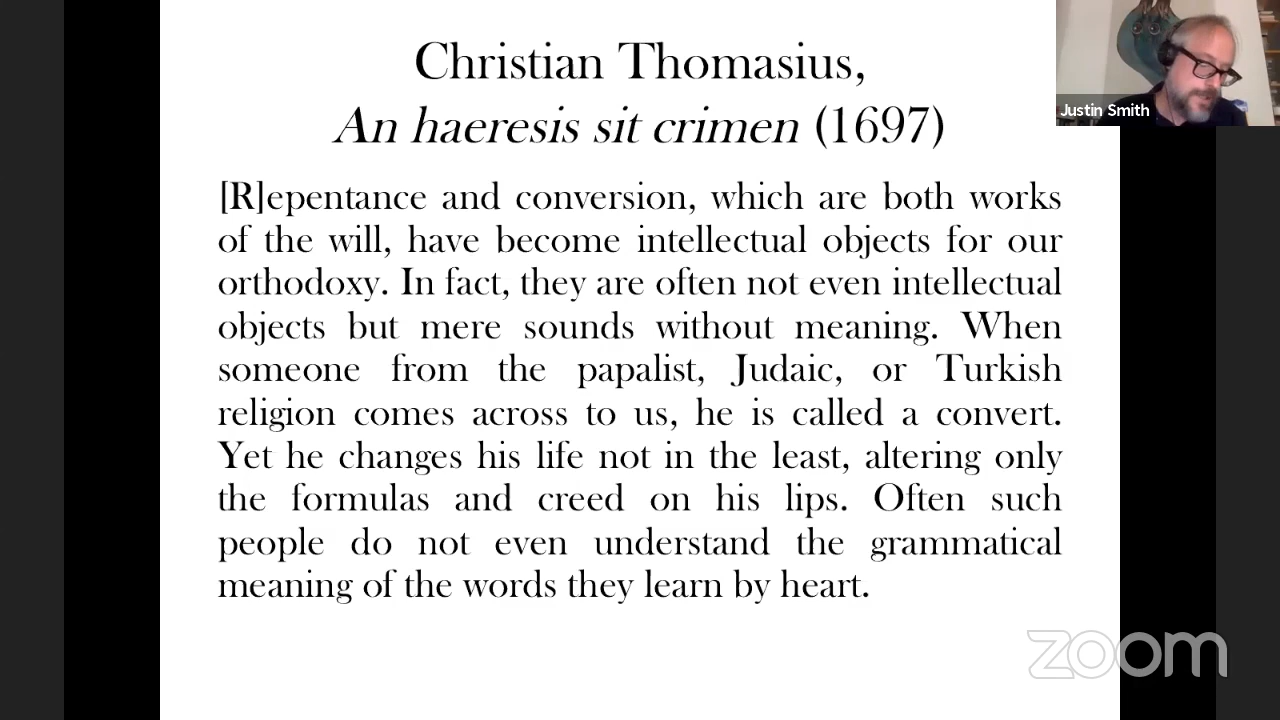 Christian Thomasius,
An haeresis sit crimen (1697)
[R]epentance and conversion, which are both works
of the will, have become intellectual objects for our
orthodoxy. In fact, they are often not even intellectual
objects but mere sounds without meaning. When
someone from the papalist, Judaic, or Turkish
religion comes across to us, he is called a convert.
Yet he changes his life not in the least, altering only
the formulas and creed on his lips. Often such
people do not even understand the grammatical
meaning of the words they learn by heart.
Justin Smith
zoom